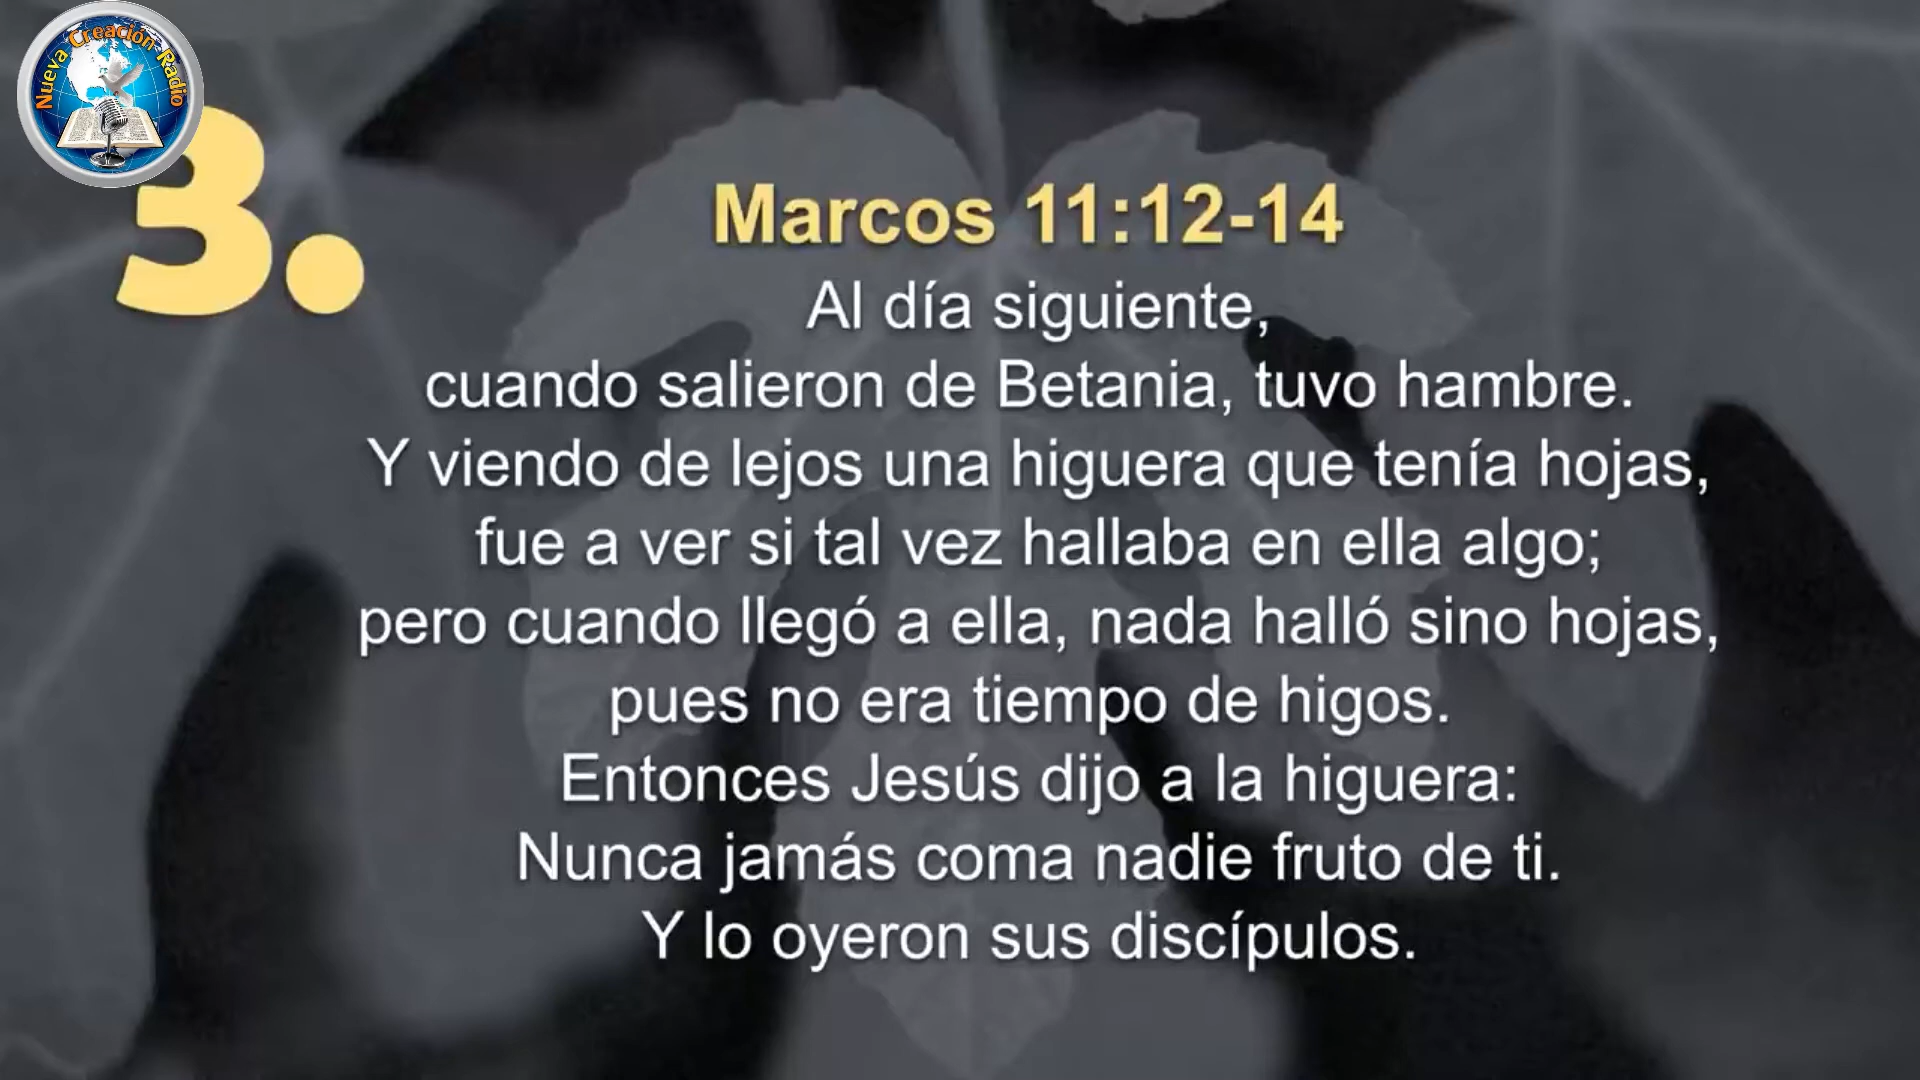 Nueva Creación Radio
3.
Marcos 11:12-14
Al día siguiente,
cuando salieron de Betania, tuvo hambre.
Y viendo de lejos una higuera que tenía hojas,
fue a ver si tal vez hallaba en ella algo;
pero cuando llegó a ella, nada halló sino hojas,
pues no era tiempo de higos.
Entonces Jesús dijo a la higuera:
Nunca jamás coma nadie fruto de ti.
Y lo oyeron sus discípulos.